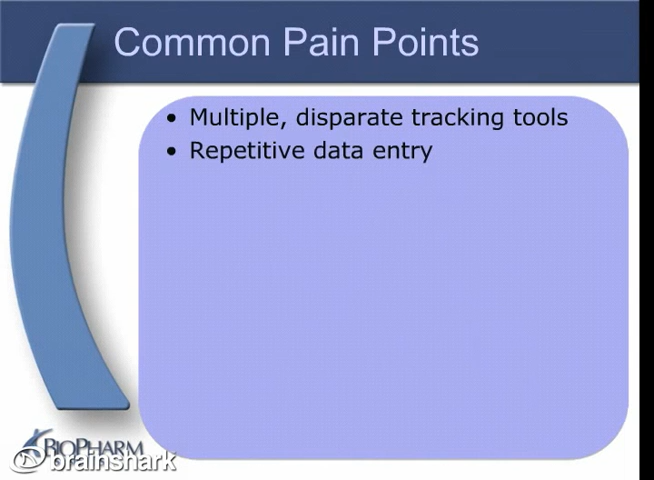 Common Pain Points
• Multiple, disparate tracking tools
• Repetitive data entry
BIOPHARM
brainshark